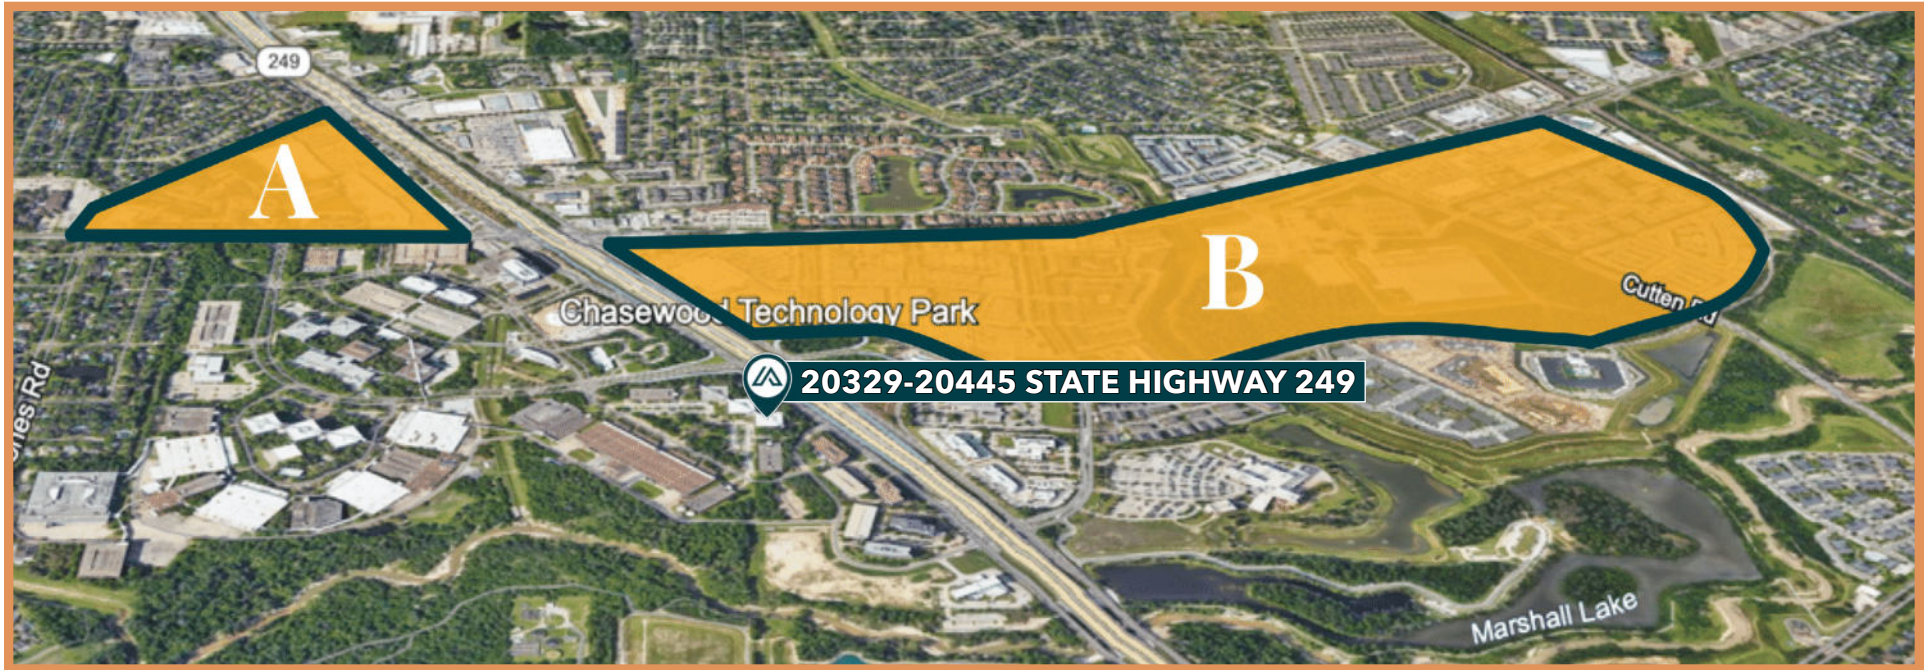 249
A
B
Cutten Rd
Chasewood Technology Park
20329-20445 STATE HIGHWAY 249
Marshall Lake